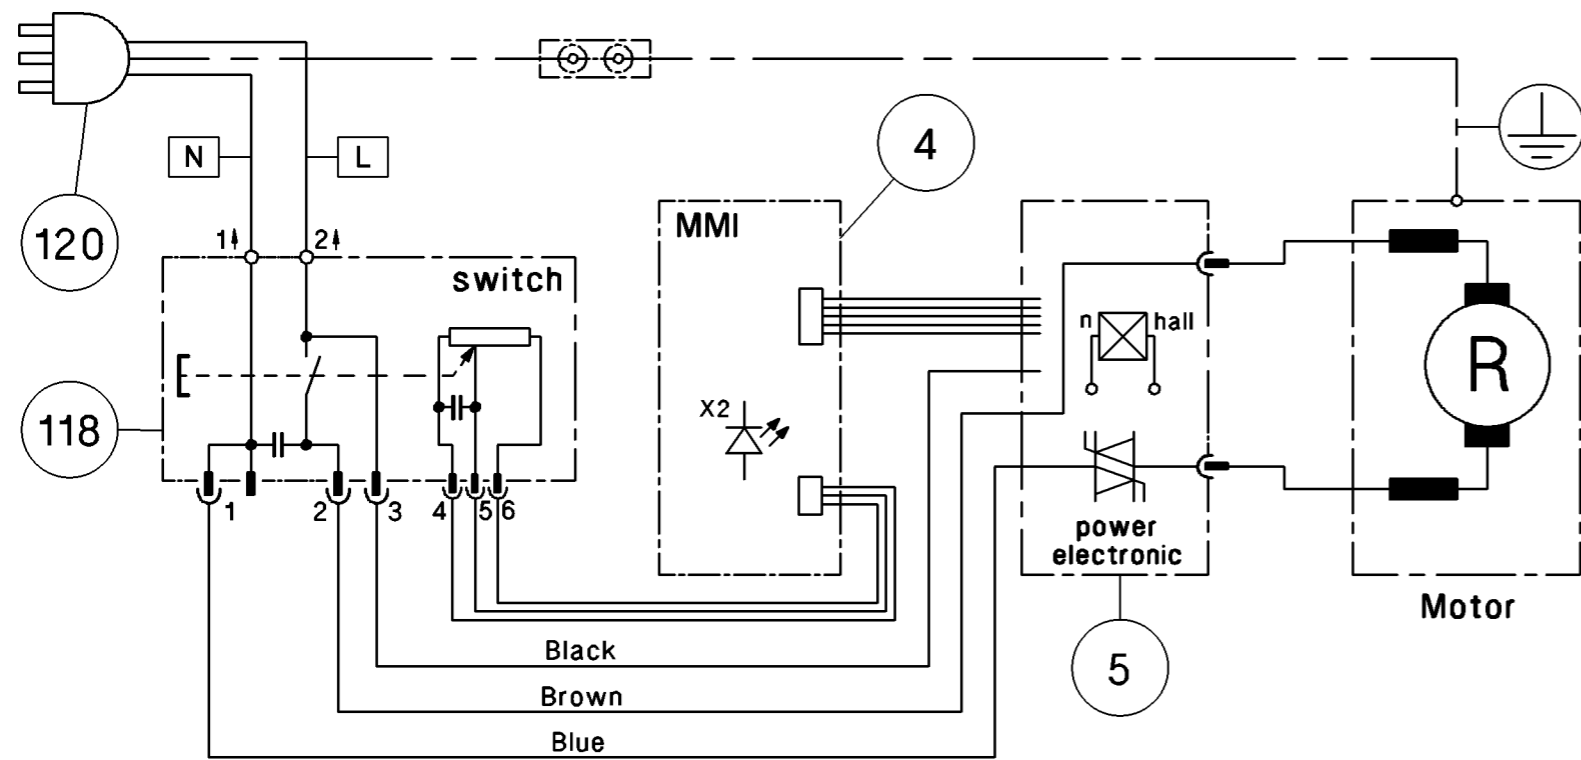 120
N
L
4
1
2
switch
MMI
n
hall
R
118
X2
1
2
3
4
5
6
power
electronic
Motor
Black
Brown
Blue
5